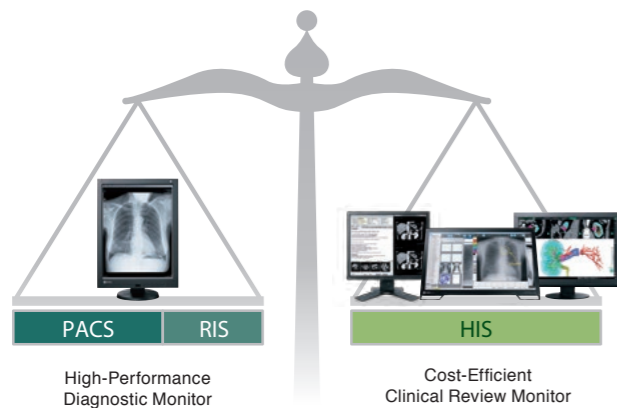 PACS
RIS
High-Performance
Diagnostic Monitor
HIS
Cost-Efficient
Clinical Review Monitor